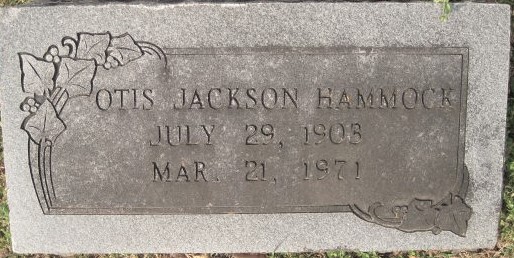 OTIS JACKSON HAMMOCK
JULY 29, 1903
MAR. 21, 1971